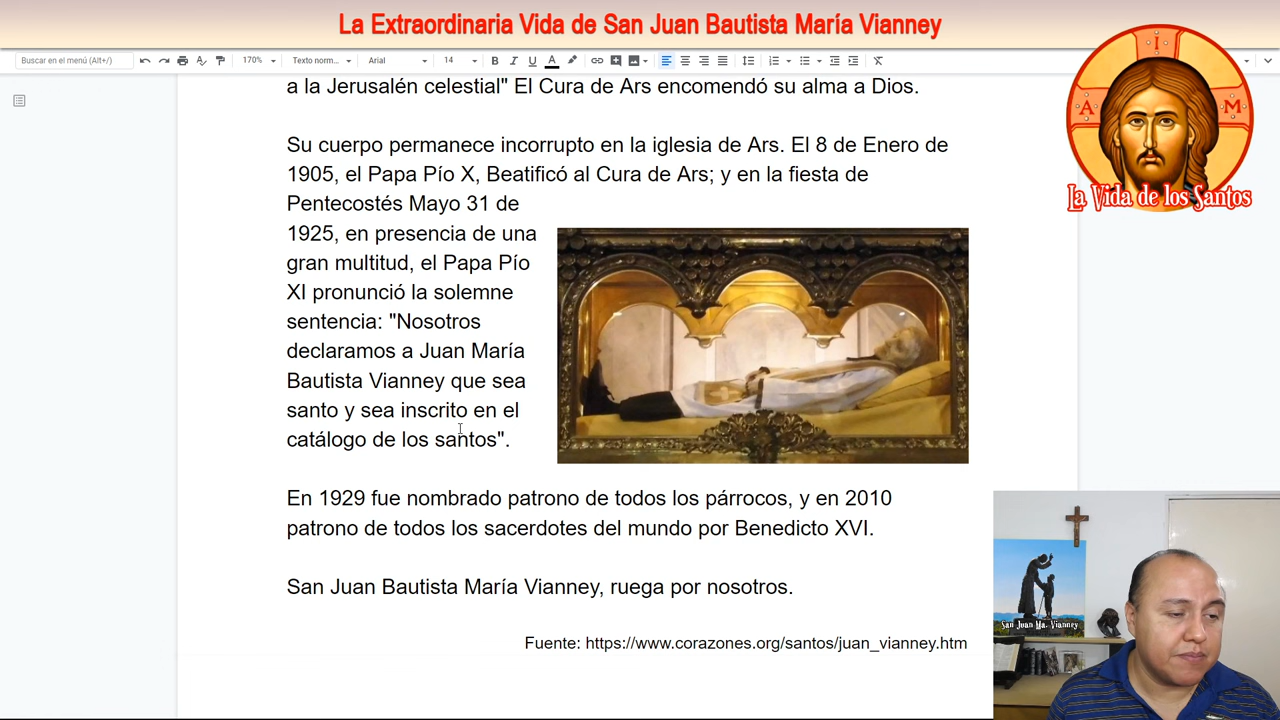 La Extraordinaria Vida de San Juan Bautista María Vianney
Buscar en el menú (Alt+/)
170%
Texto norm...
Arial
14
B I U A
a la Jerusalén celestial" El Cura de Ars encomendó su alma a Dios.
Su cuerpo permanece incorrupto en la iglesia de Ars. El 8 de Enero de
1905, el Papa Pío X, Beatificó al Cura de Ars; y en la fiesta de
Pentecostés Mayo 31 de
1925, en presencia de una
gran multitud, el Papa Pío
XI pronunció la solemne
sentencia: "Nosotros
declaramos a Juan María
Bautista Vianney que sea
santo y sea inscrito en el
catálogo de los santos".
En 1929 fue nombrado patrono de todos los párrocos, y en 2010
patrono de todos los sacerdotes del mundo por Benedicto XVI.
San Juan Bautista María Vianney, ruega por nosotros.
Fuente: https://www.corazones.org/santos/juan_vianney.htm
I
A M
La Vida de los Santos
San Juan Ma. Vianney